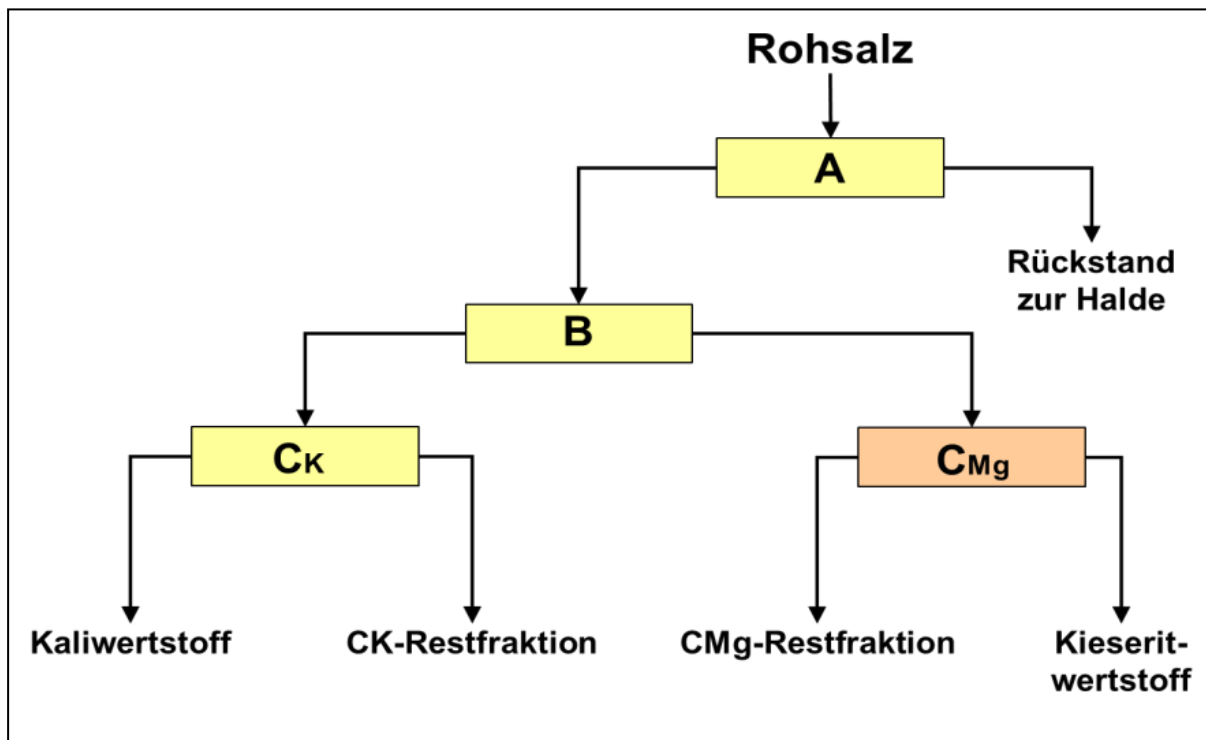 Rohsalz
A
Rückstand
zur Halde
B
CK
CMg
Kaliwertstoff
CK-Restfraktion
CMg-Restfraktion
Kieserit-
wertstoff